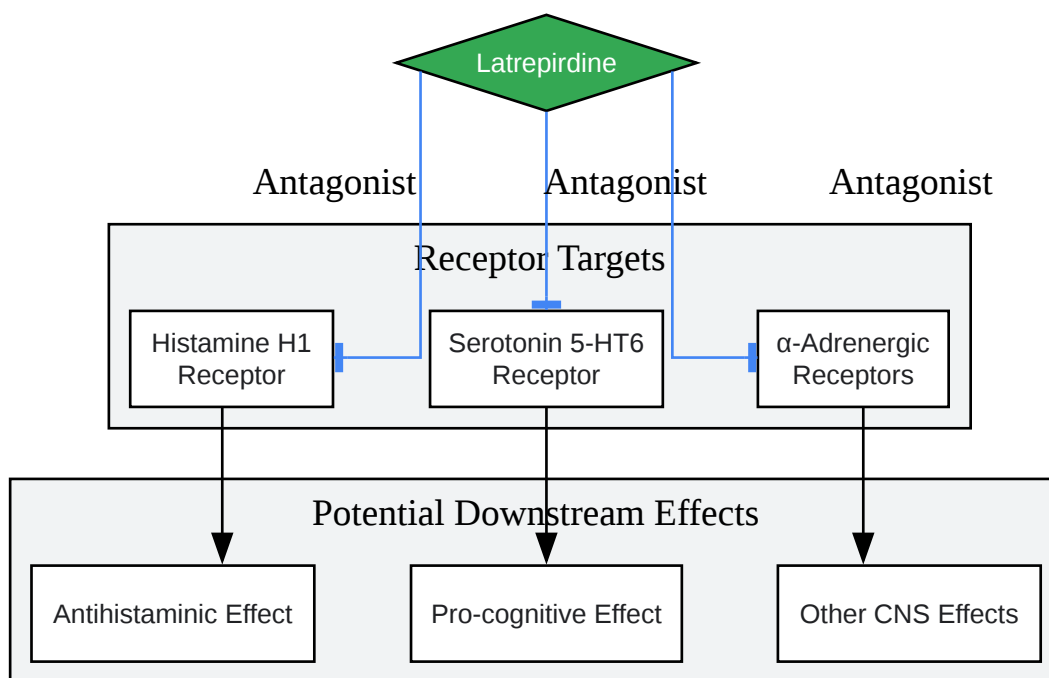 Latrepirdine
Antagonist
Antagonist
Antagonist
Receptor Targets
Histamine H1
Receptor
Serotonin 5-HT6
Receptor
α-Adrenergic
Receptors
Potential Downstream Effects
Antihistaminic Effect
Pro-cognitive Effect
Other CNS Effects